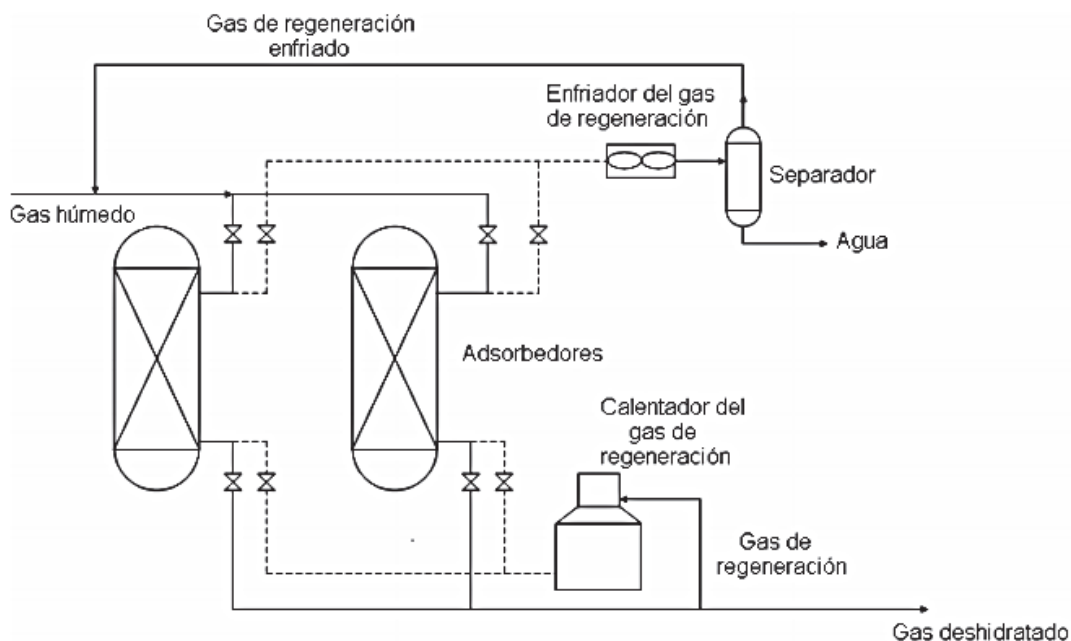 Gas de regeneración
enfriado
Enfriador del gas
de regeneración
Separador
Gas húmedo
Agua
Adsorbedores
Calentador del
gas de
regeneración
Gas de
regeneración
Gas deshidratado